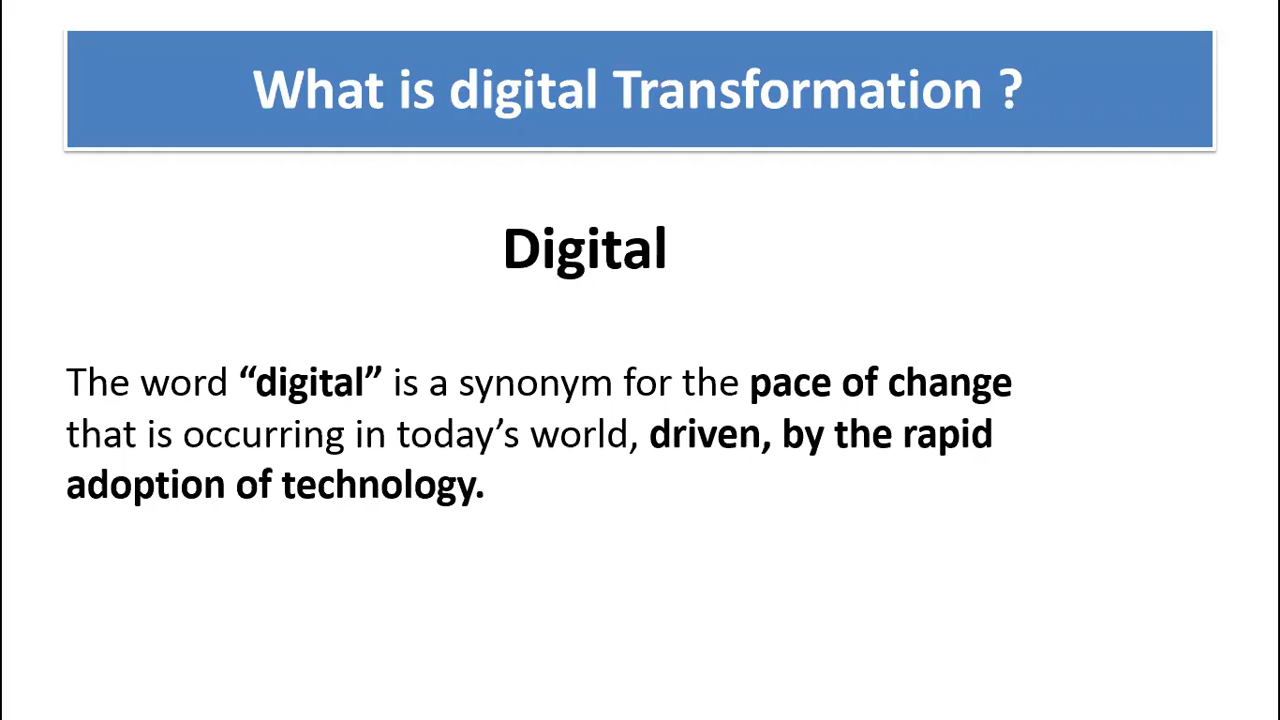 What is digital Transformation ?
Digital
The word “digital” is a synonym for the pace of change
that is occurring in today’s world, driven, by the rapid
adoption of technology.